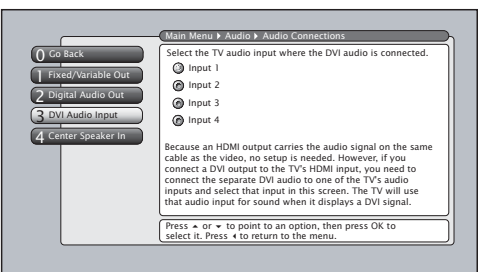 Main Menu ▸ Audio ▸ Audio Connections
0 Go Back
1 Fixed/Variable Out
2 Digital Audio Out
3 DVI Audio Input
4 Center Speaker In
Select the TV audio input where the DVI audio is connected.
Input 1
Input 2
Input 3
Input 4
Because an HDMI output carries the audio signal on the same
cable as the video, no setup is needed. However, if you
connect a DVI output to the TV's HDMI input, you need to
connect the separate DVI audio to one of the TV's audio
inputs and select that input in this screen. The TV will use
that audio input for sound when it displays a DVI signal.
Press ▴ or ▾ to point to an option, then press OK to
select it. Press ◂ to return to the menu.